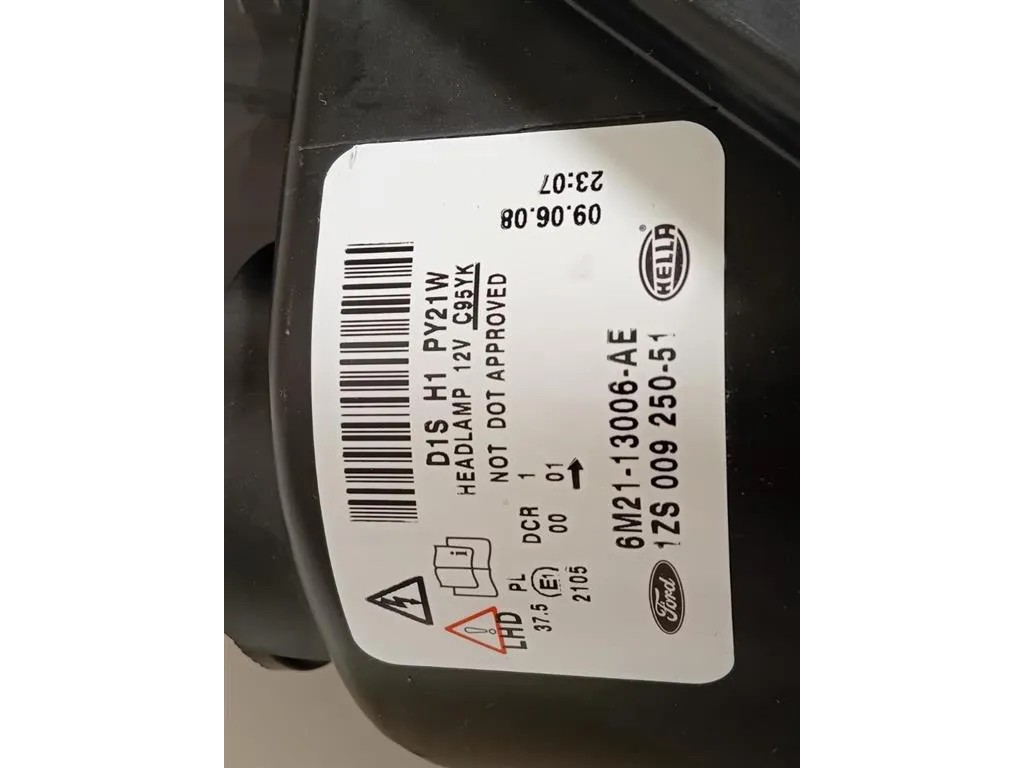 D1S H1 PY21W
HEADLAMP 12V C95YK
NOT DOT APPROVED
LHD
PL DCR 1
37.5 E1 00 01
2105
6M21-13006-AE
1ZS 009 250-51
Ford
HELLA
®
i
09.06.08
23:07